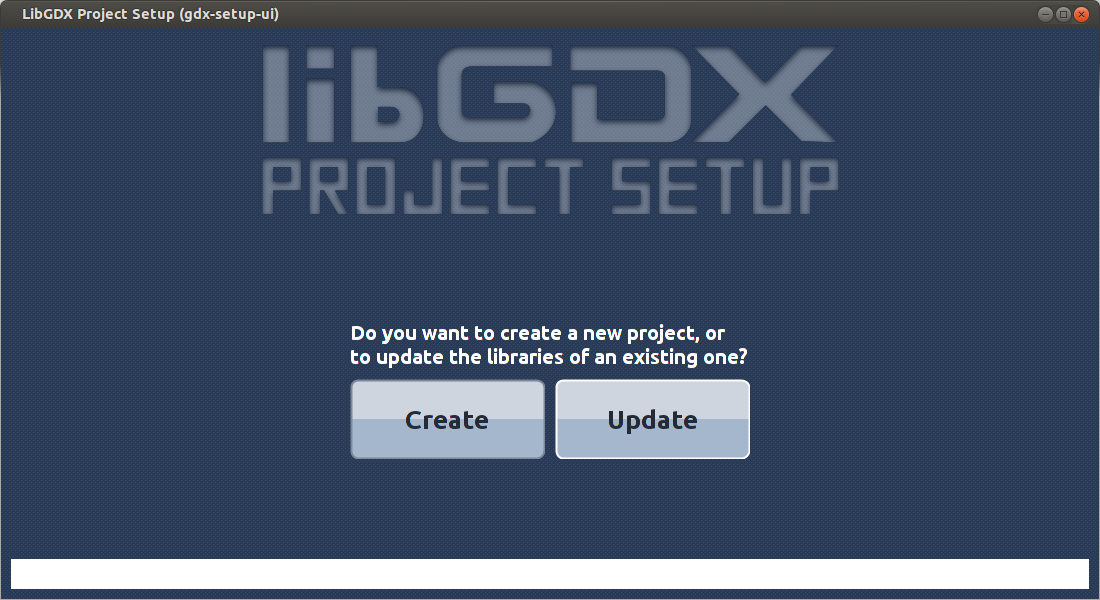 LibGDX Project Setup (gdx-setup-ui)
libGDX
PROJECT SETUP
Do you want to create a new project, or
to update the libraries of an existing one?
Create Update